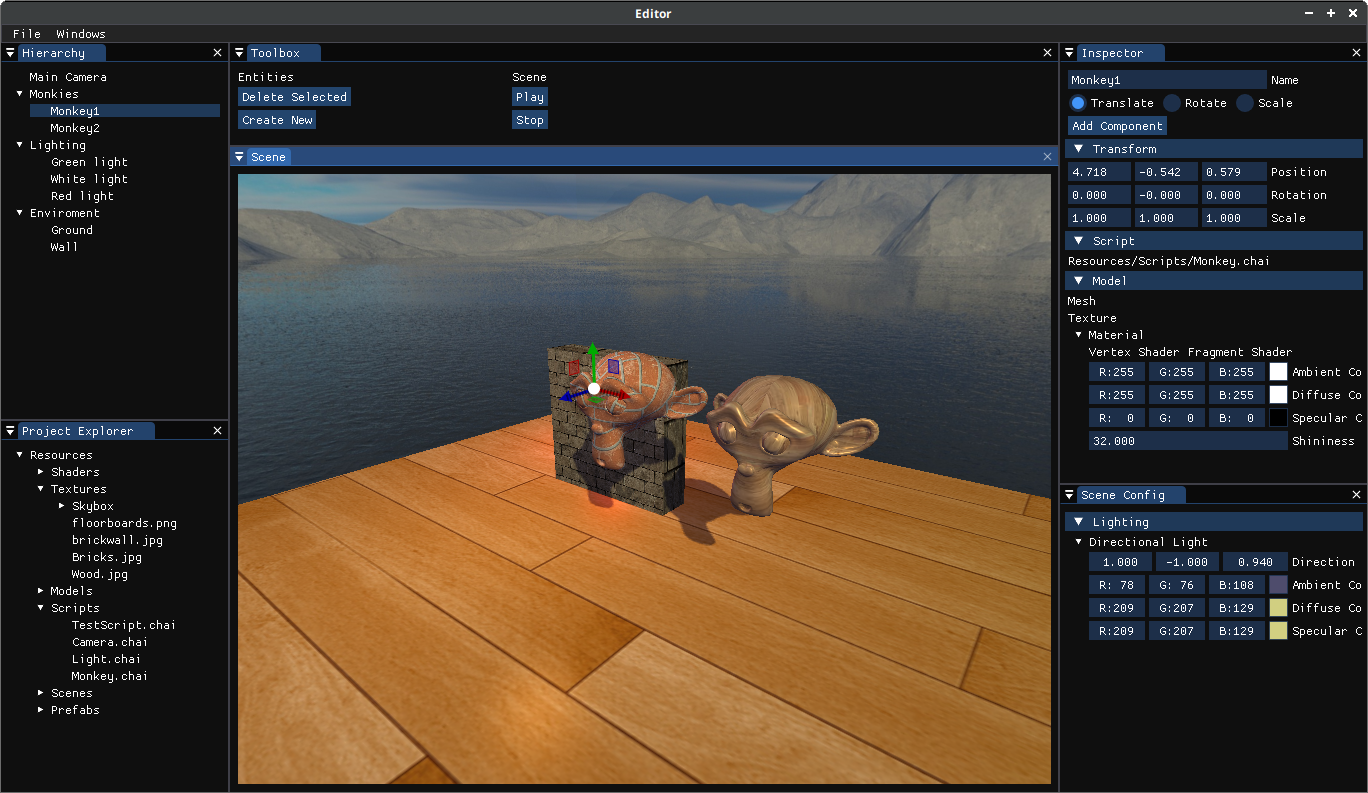 Editor
File Windows
Hierarchy
Main Camera
Monkies
Monkey1
Monkey2
Lighting
Green light
White light
Red light
Enviroment
Ground
Wall
Project Explorer
Resources
Shaders
Textures
Skybox
floorboards.png
brickwall.jpg
Bricks.jpg
Wood.jpg
Models
Scripts
TestScript.chai
Camera.chai
Light.chai
Monkey.chai
Scenes
Prefabs
Toolbox
Entities Scene
Delete Selected Play
Create New Stop
Scene
Inspector
Monkey1 Name
Translate Rotate Scale
Add Component
Transform
4.718 -0.542 0.579 Position
0.000 -0.000 0.000 Rotation
1.000 1.000 1.000 Scale
Script
Resources/Scripts/Monkey.chai
Model
Mesh
Texture
Material
Vertex Shader Fragment Shader
R:255 G:255 B:255 Ambient Co
R:255 G:255 B:255 Diffuse Co
R: 0 G: 0 B: 0 Specular C
32.000 Shininess
Scene Config
Lighting
Directional Light
1.000 -1.000 0.940 Direction
R: 78 G: 76 B:108 Ambient Co
R:209 G:207 B:129 Diffuse Co
R:209 G:207 B:129 Specular C